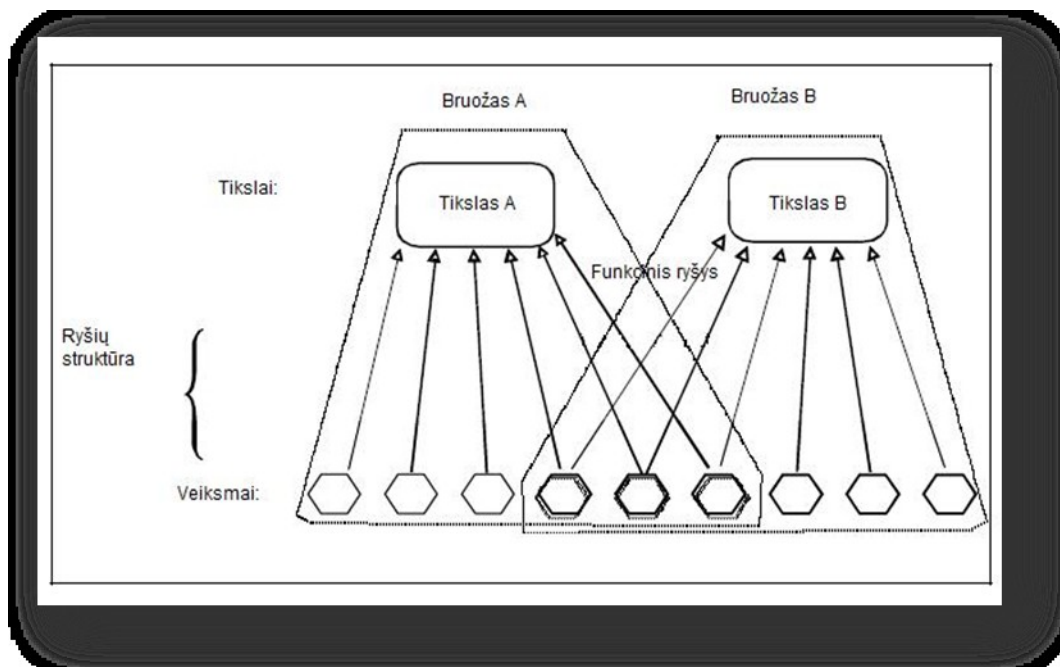 Bruožas A
Bruožas B
Tikslai:
Tikslas A
Tikslas B
Funkcinis ryšys
Ryšių
struktūra
Veiksmai: